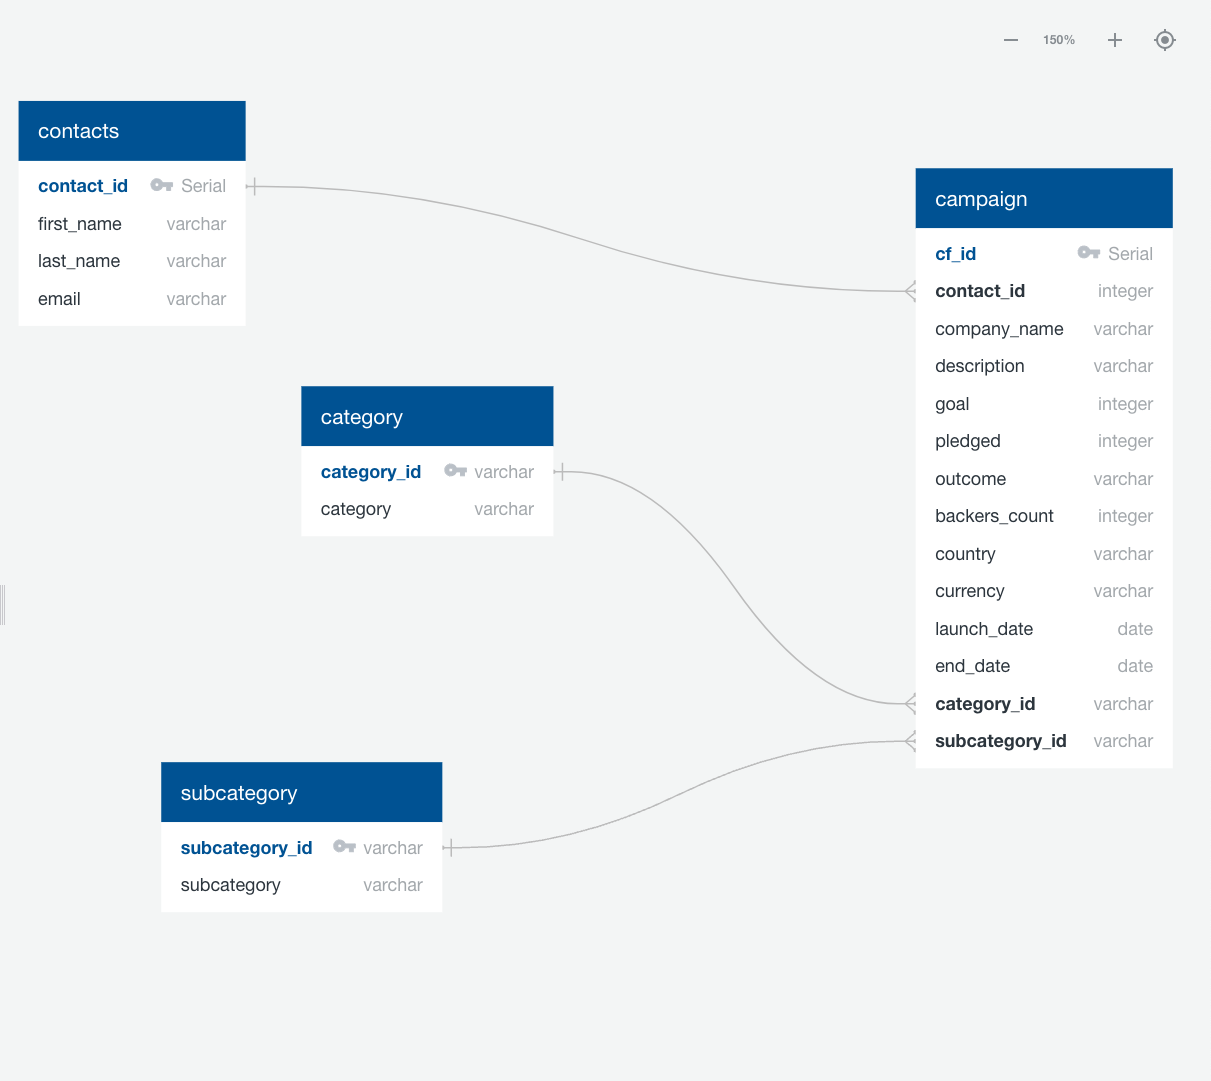 150%
contacts
contact_id Serial
first_name varchar
last_name varchar
email varchar
campaign
cf_id Serial
contact_id integer
company_name varchar
description varchar
goal integer
pledged integer
outcome varchar
backers_count integer
country varchar
currency varchar
launch_date date
end_date date
category_id varchar
subcategory_id varchar
category
category_id varchar
category varchar
subcategory
subcategory_id varchar
subcategory varchar